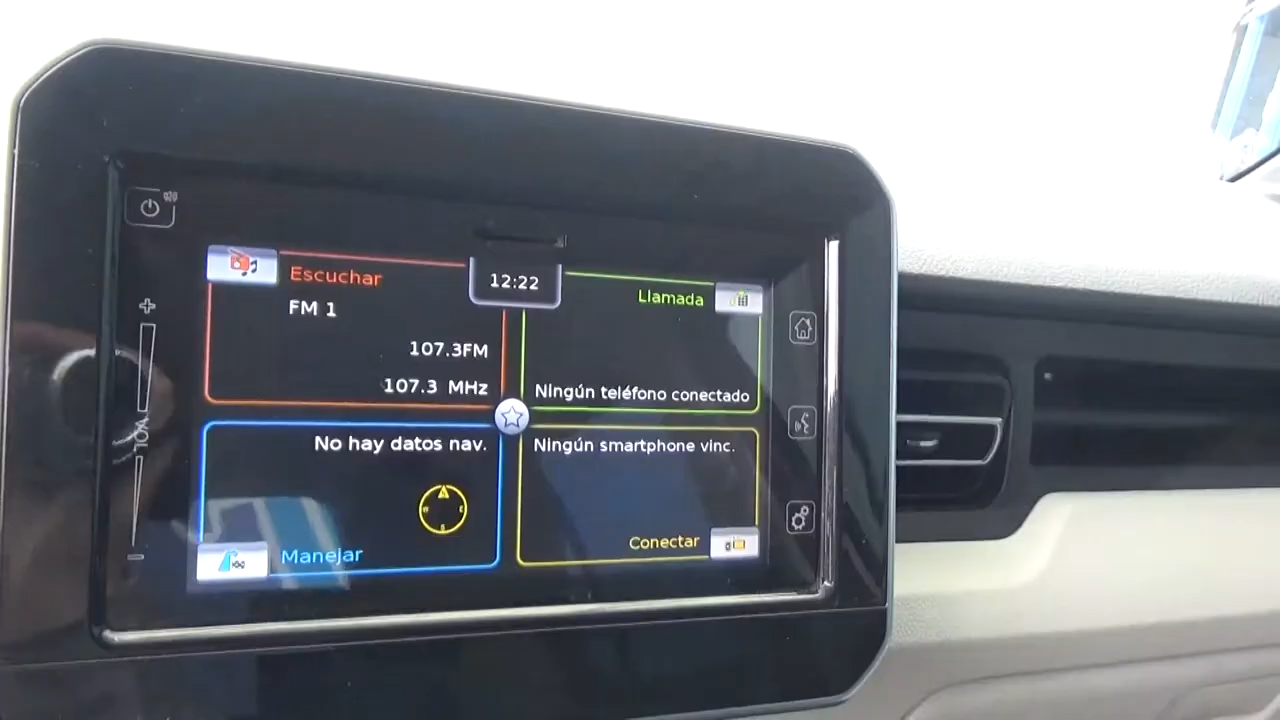 12:22
Escuchar
FM 1
107.3FM
107.3 MHz
Llamada
Ningún teléfono conectado
No hay datos nav.
Manejar
Ningún smartphone vinc.
Conectar
VOL